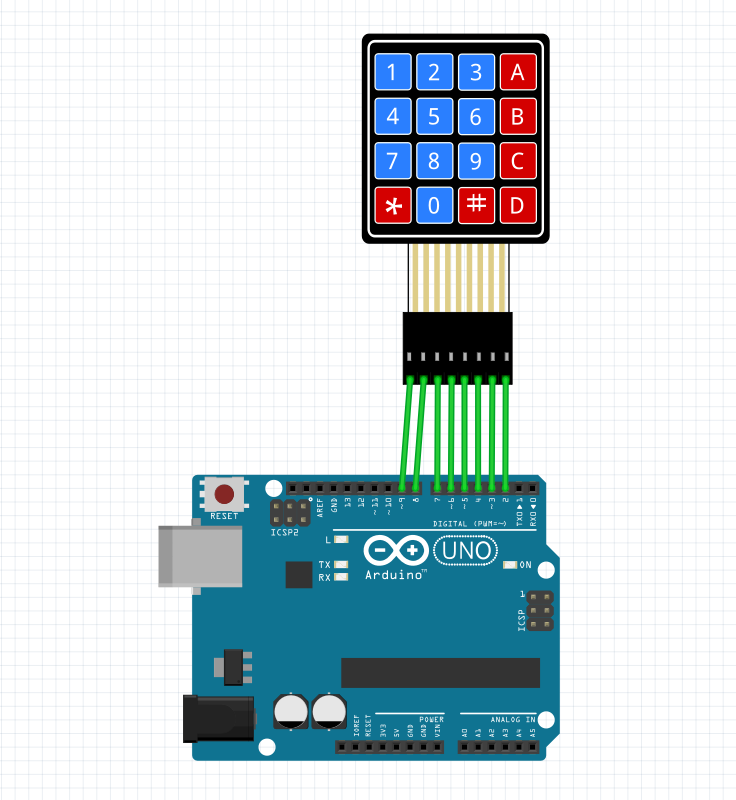 1 2 3 A
4 5 6 B
7 8 9 C
* 0 # D
RESET
ICSP2
AREF
GND
13
12
~11
~10
~9
8
7
~6
~5
4
~3
2
TXD▶1
RXD◀0
DIGITAL (PWM=~)
L
TX
RX
UNO
Arduino™
ON
1
ICSP
IOREF
RESET
3V3
5V
GND
GND
VIN
POWER
ANALOG IN
A0
A1
A2
A3
A4
A5